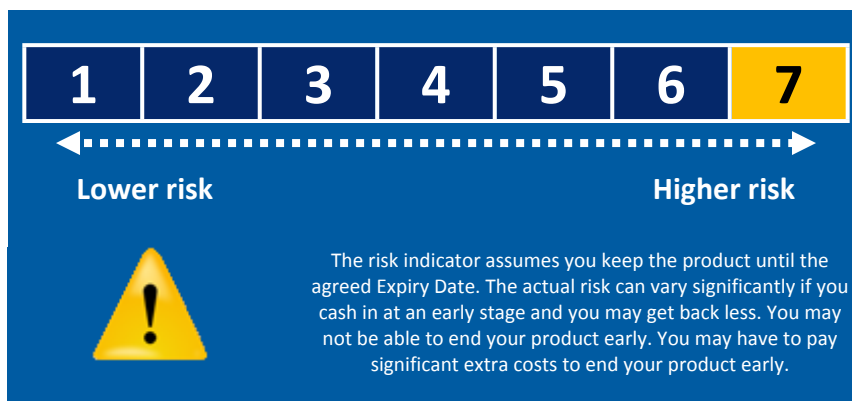 1 2 3 4 5 6 7
Lower risk Higher risk
The risk indicator assumes you keep the product until the
agreed Expiry Date. The actual risk can vary significantly if you
cash in at an early stage and you may get back less. You may
not be able to end your product early. You may have to pay
significant extra costs to end your product early.